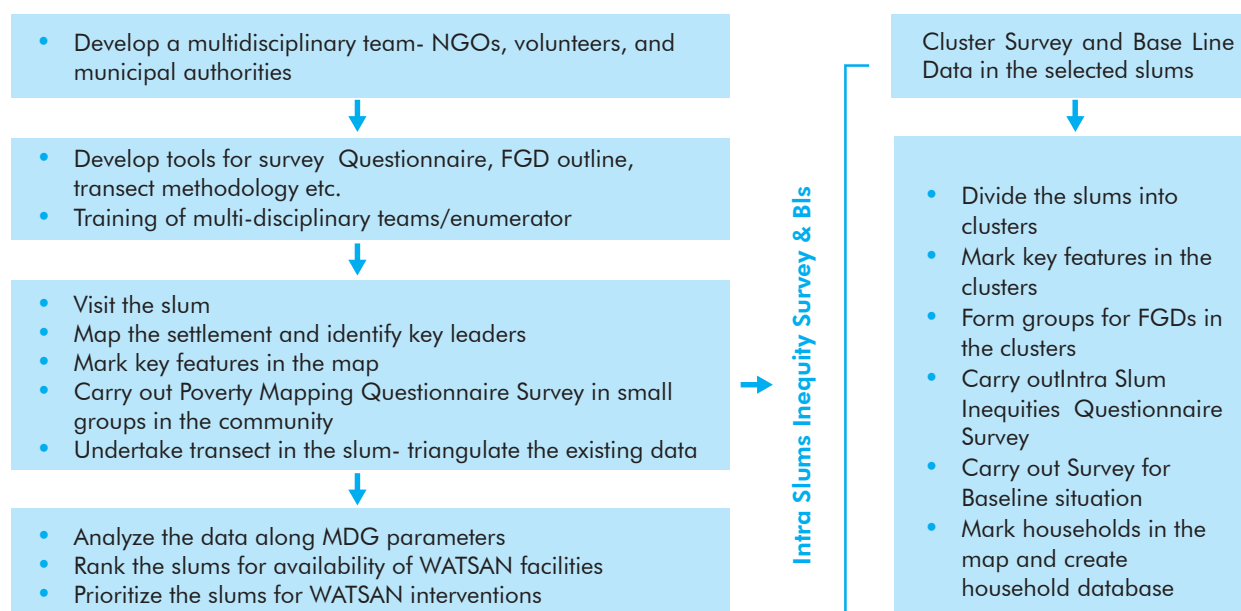 • Develop a multidisciplinary team- NGOs, volunteers, and
municipal authorities
• Develop tools for survey Questionnaire, FGD outline,
transect methodology etc.
• Training of multi-disciplinary teams/enumerator
• Visit the slum
• Map the settlement and identify key leaders
• Mark key features in the map
• Carry out Poverty Mapping Questionnaire Survey in small
groups in the community
• Undertake transect in the slum- triangulate the existing data
• Analyze the data along MDG parameters
• Rank the slums for availability of WATSAN facilities
• Prioritize the slums for WATSAN interventions
Intra Slums Inequity Survey & Bls
Cluster Survey and Base Line
Data in the selected slums
• Divide the slums into
clusters
• Mark key features in the
clusters
• Form groups for FGDs in
the clusters
• Carry outIntra Slum
Inequities Questionnaire
Survey
• Carry out Survey for
Baseline situation
• Mark households in the
map and create
household database